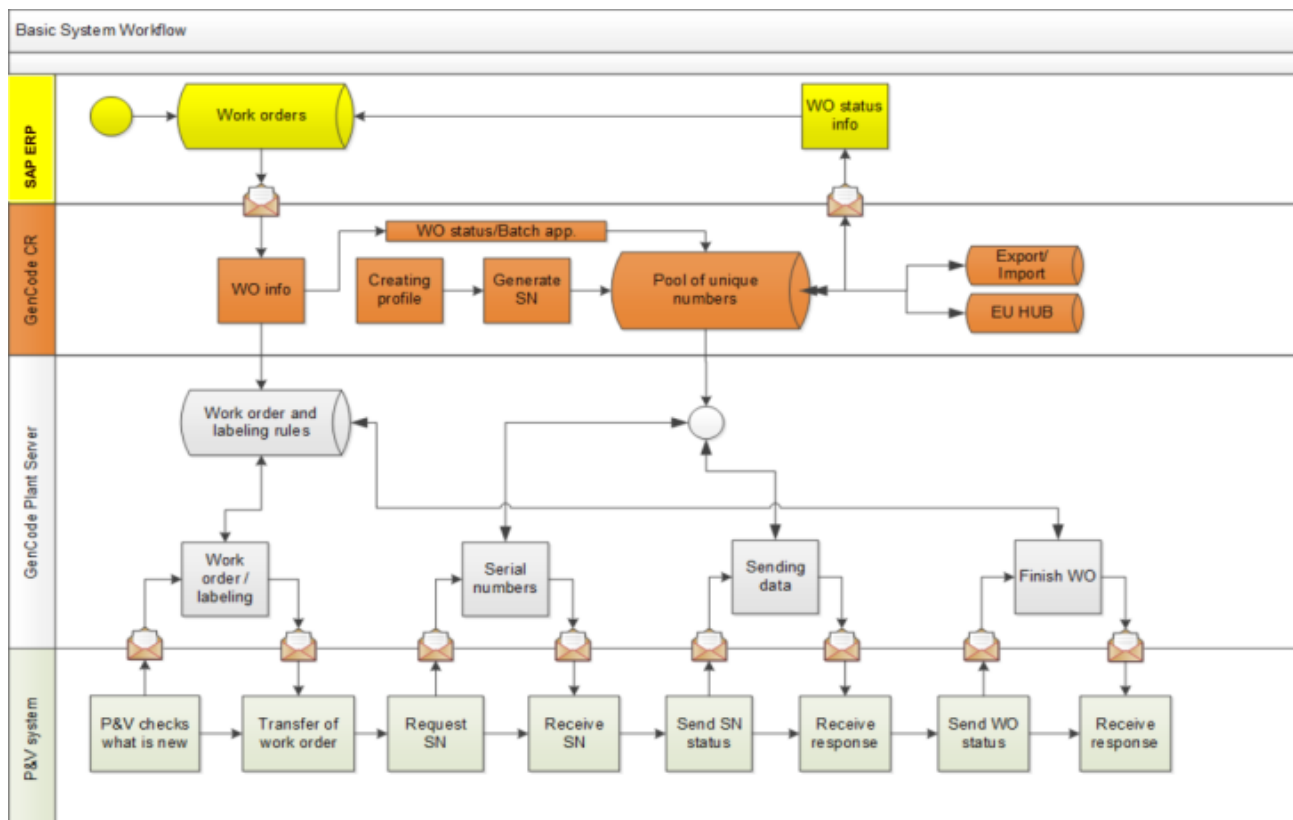 Basic System Workflow
SAP ERP
Work orders
WO status
info
GenCode CR
WO status/Batch app.
WO info
Creating
profile
Generate
SN
Pool of unique
numbers
Export/
Import
EU HUB
GenCode Plant Server
Work order and
labeling rules
Work
order /
labeling
Serial
numbers
Sending
data
Finish WO
P&V system
P&V checks
what is new
Transfer of
work order
Request
SN
Receive
SN
Send SN
status
Receive
response
Send WO
status
Receive
response